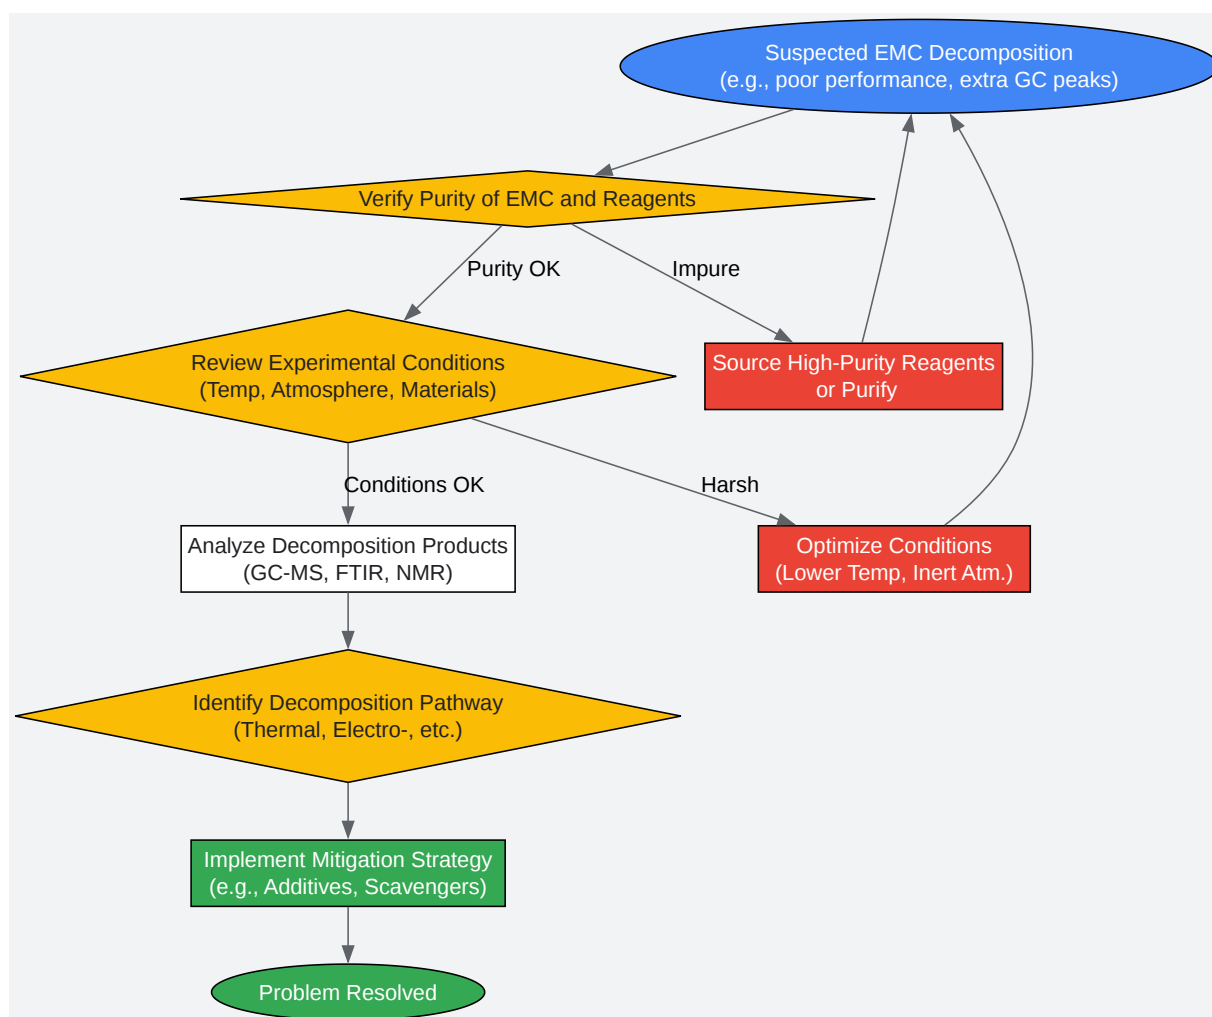 Suspected EMC Decomposition
(e.g., poor performance, extra GC peaks)
Verify Purity of EMC and Reagents
Purity OK
Impure
Review Experimental Conditions
(Temp, Atmosphere, Materials)
Source High-Purity Reagents
or Purify
Conditions OK
Harsh
Analyze Decomposition Products
(GC-MS, FTIR, NMR)
Optimize Conditions
(Lower Temp, Inert Atm.)
Identify Decomposition Pathway
(Thermal, Electro-, etc.)
Implement Mitigation Strategy
(e.g., Additives, Scavengers)
Problem Resolved